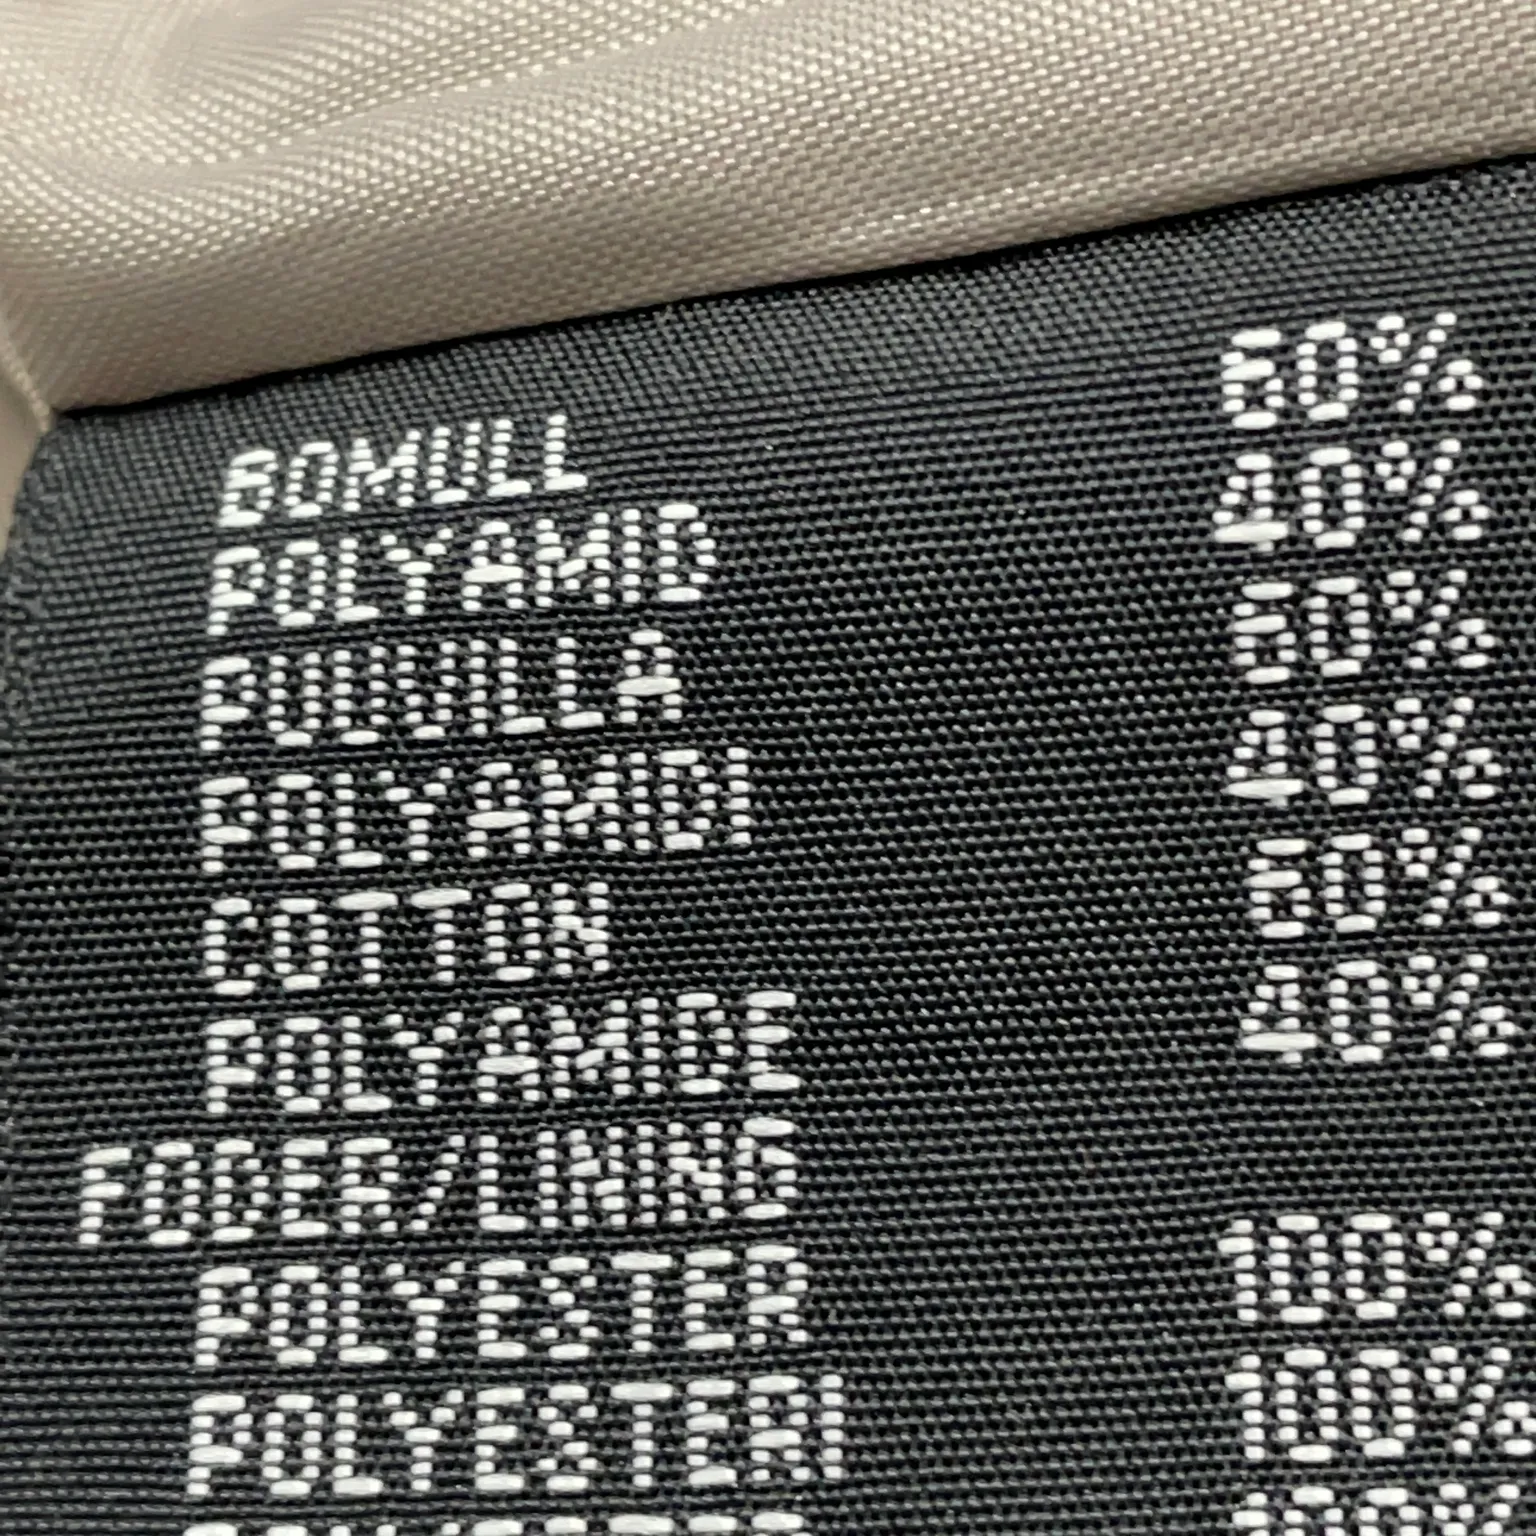 BOMULL 60%
POLYAMID 40%
PUUVILLA 60%
POLYAMIDI 40%
COTTON 60%
POLYAMIDE 40%
FODER/LINING
POLYESTER 100%
POLYESTERI 100%